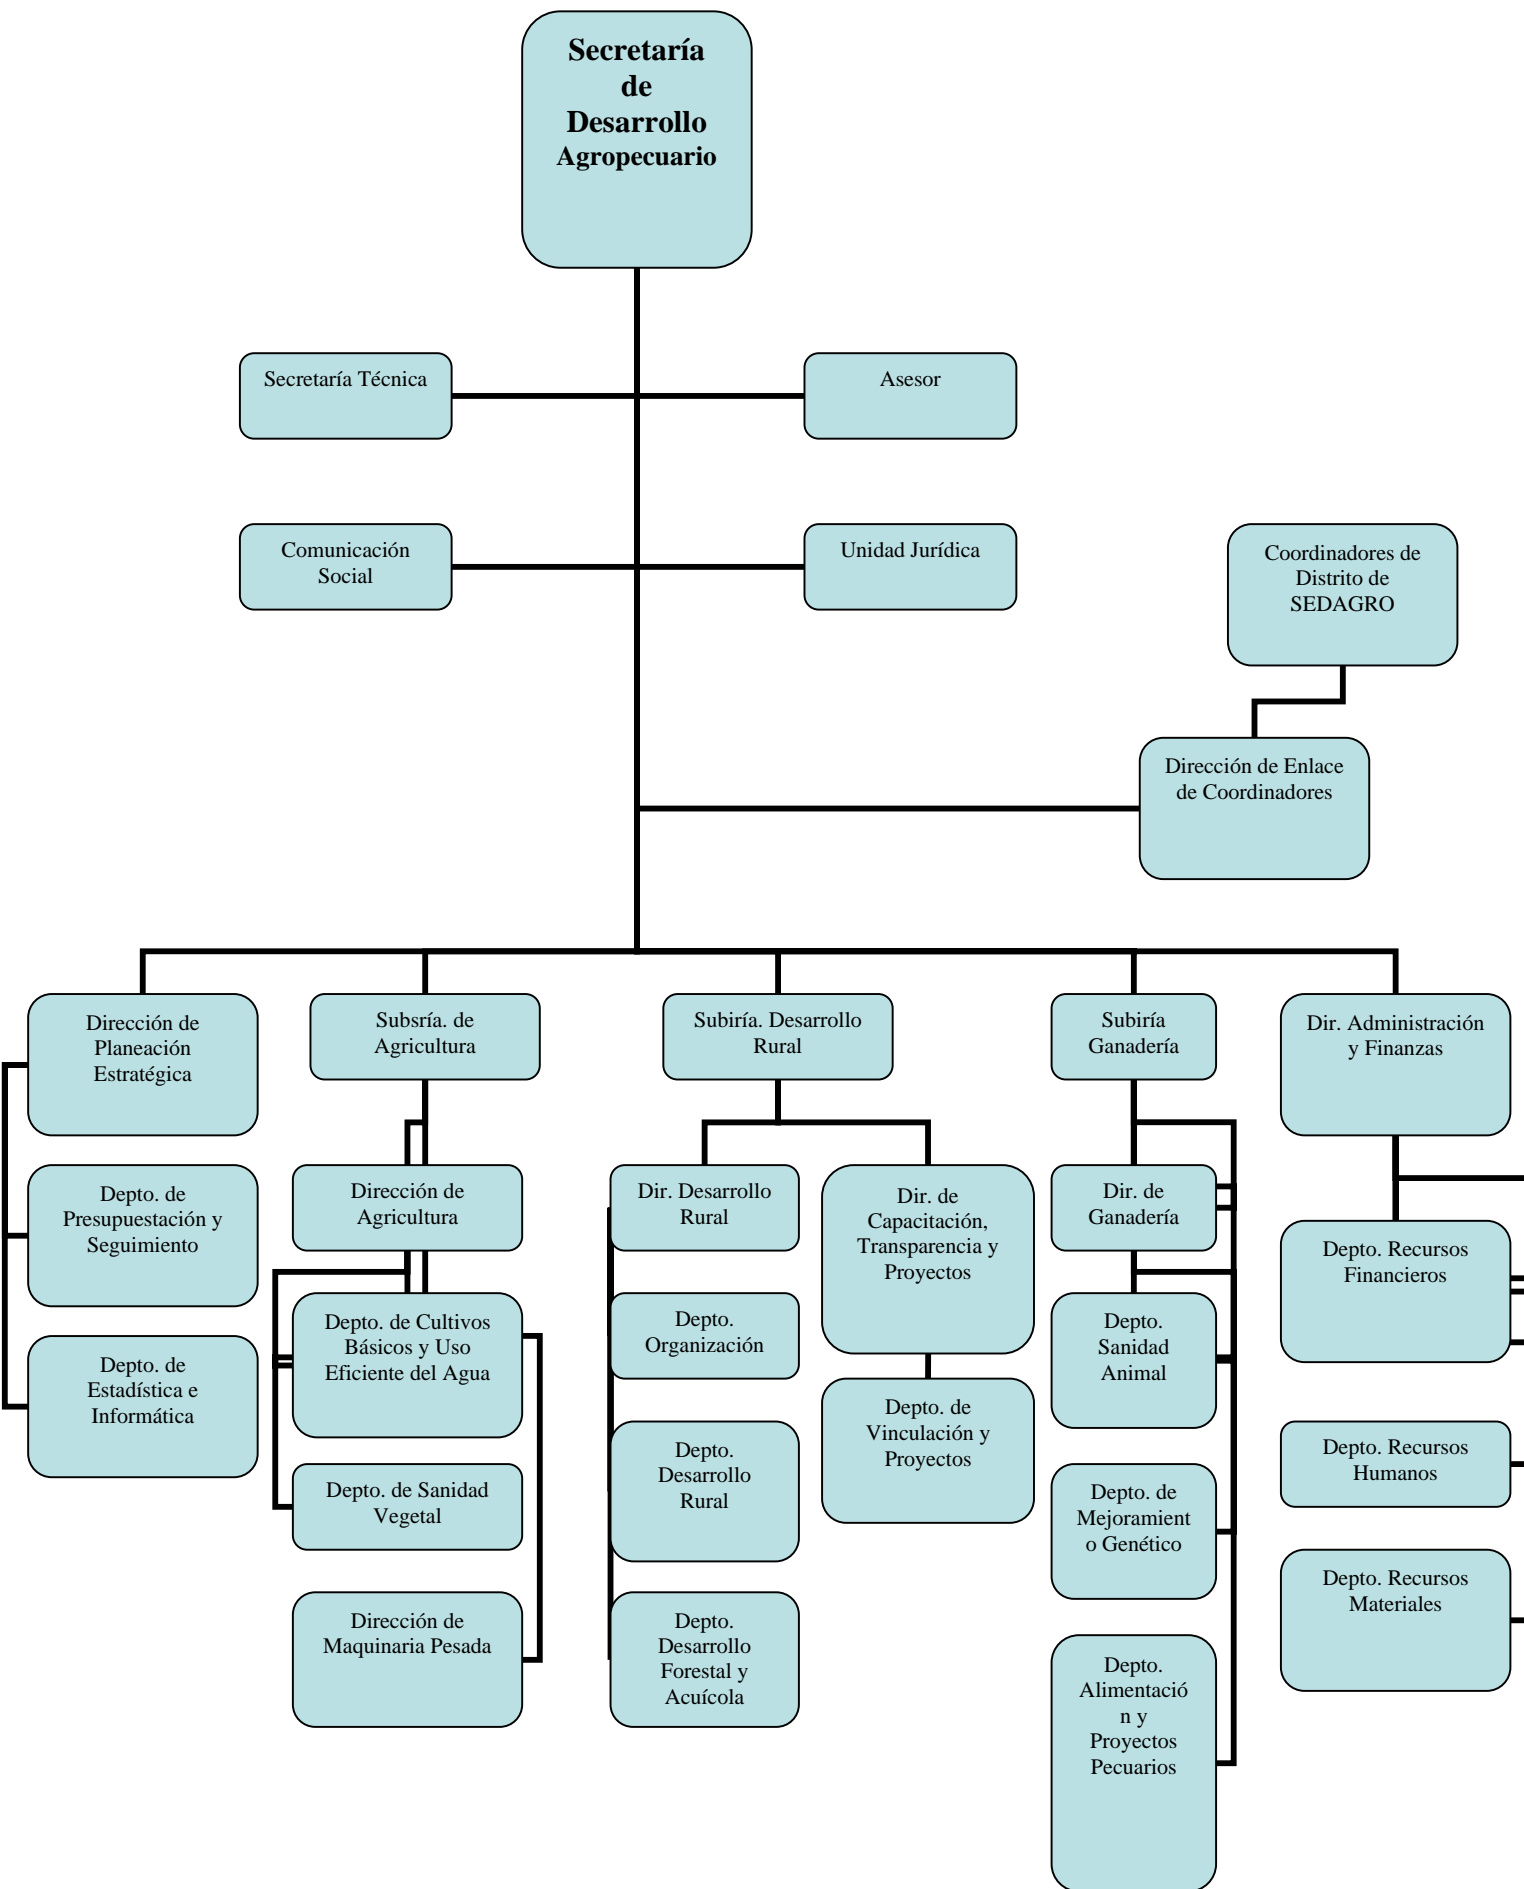 Secretaría
de
Desarrollo
Agropecuario
Secretaría Técnica
Asesor
Comunicación
Social
Unidad Jurídica
Coordinadores de
Distrito de
SEDAGRO
Dirección de Enlace
de Coordinadores
Dirección de
Planeación
Estratégica
Subsría. de
Agricultura
Subiría. Desarrollo
Rural
Subiría
Ganadería
Dir. Administración
y Finanzas
Depto. de
Presupuestación y
Seguimiento
Dirección de
Agricultura
Dir. Desarrollo
Rural
Dir. de
Capacitación,
Transparencia y
Proyectos
Dir. de
Ganadería
Depto. Recursos
Financieros
Depto. de
Estadística e
Informática
Depto. de Cultivos
Básicos y Uso
Eficiente del Agua
Depto.
Organización
Depto. de
Vinculación y
Proyectos
Depto.
Sanidad
Animal
Depto. Recursos
Humanos
Depto. de Sanidad
Vegetal
Depto.
Desarrollo
Rural
Depto. de
Mejoramient
o Genético
Depto. Recursos
Materiales
Dirección de
Maquinaria Pesada
Depto.
Desarrollo
Forestal y
Acuícola
Depto.
Alimentació
n y
Proyectos
Pecuarios